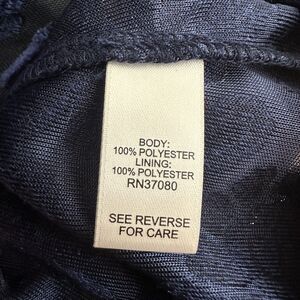 BODY:
100% POLYESTER
LINING:
100% POLYESTER
RN37080
SEE REVERSE
FOR CARE